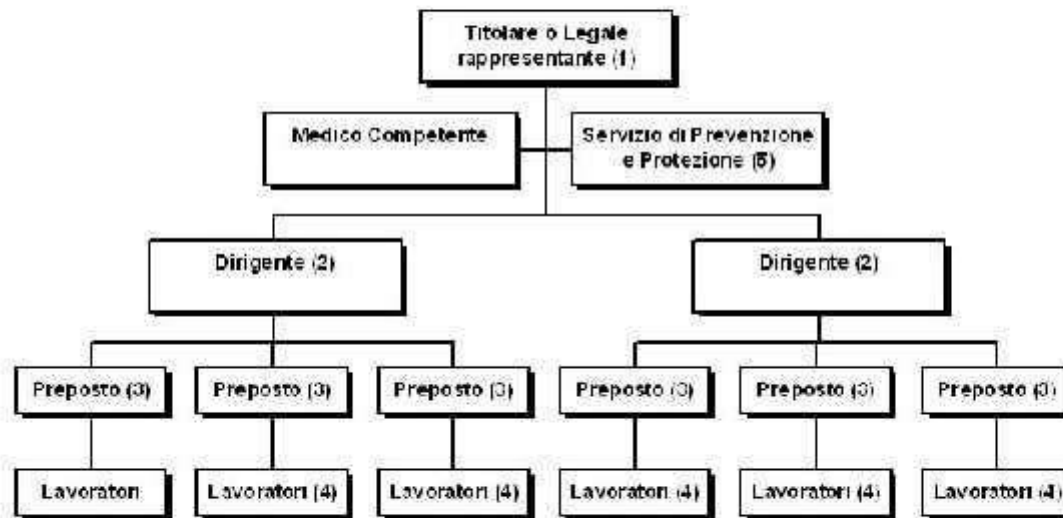 Titolare o Legale
rappresentante (1)
Medico Competente
Servizio di Prevenzione
e Protezione (5)
Dirigente (2)
Dirigente (2)
Preposto (3)
Preposto (3)
Preposto (3)
Preposto (3)
Preposto (3)
Preposto (3)
Lavoratori
Lavoratori (4)
Lavoratori (4)
Lavoratori (4)
Lavoratori (4)
Lavoratori (4)